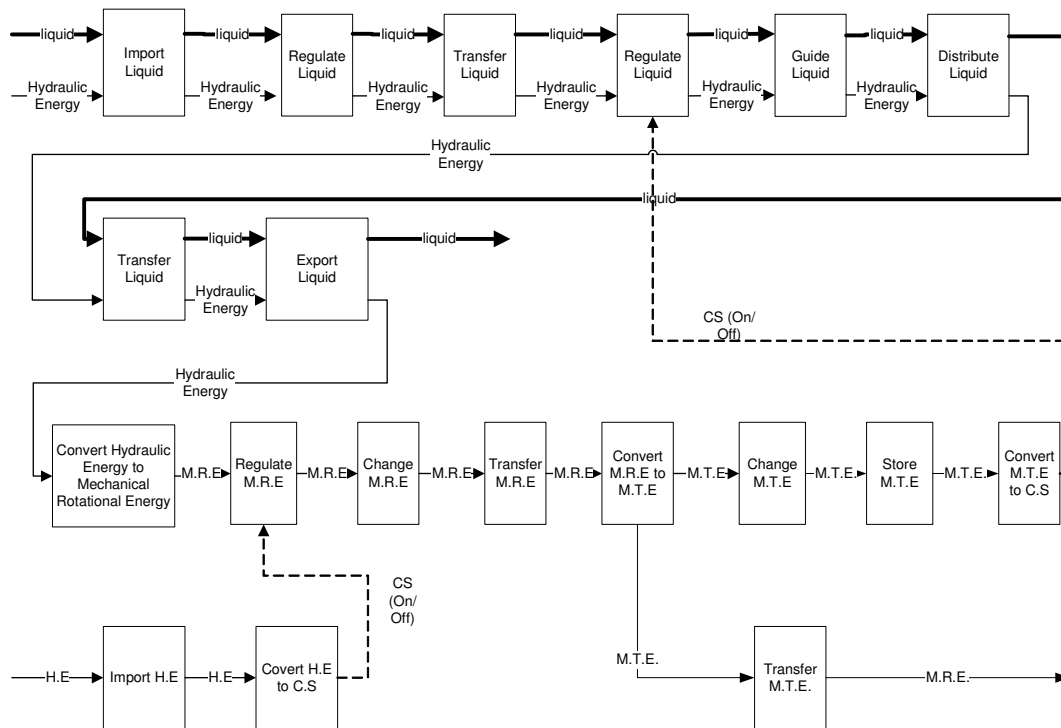 liquid
Import
Liquid
liquid
Regulate
Liquid
liquid
Transfer
Liquid
liquid
Regulate
Liquid
liquid
Guide
Liquid
liquid
Distribute
Liquid
Hydraulic
Energy
Hydraulic
Energy
Hydraulic
Energy
Hydraulic
Energy
Hydraulic
Energy
Hydraulic
Energy
Hydraulic
Energy
liquid
Transfer
Liquid
liquid
Export
Liquid
liquid
Hydraulic
Energy
CS (On/
Off)
Hydraulic
Energy
Convert Hydraulic
Energy to
Mechanical
Rotational Energy
M.R.E
Regulate
M.R.E
M.R.E
Change
M.R.E
M.R.E
Transfer
M.R.E
M.R.E
Convert
M.R.E to
M.T.E
M.T.E
Change
M.T.E
M.T.E.
Store
M.T.E
M.T.E.
Convert
M.T.E
to C.S
CS
(On/
Off)
H.E
Import H.E
H.E
Covert H.E
to C.S
M.T.E.
Transfer
M.T.E.
M.R.E.